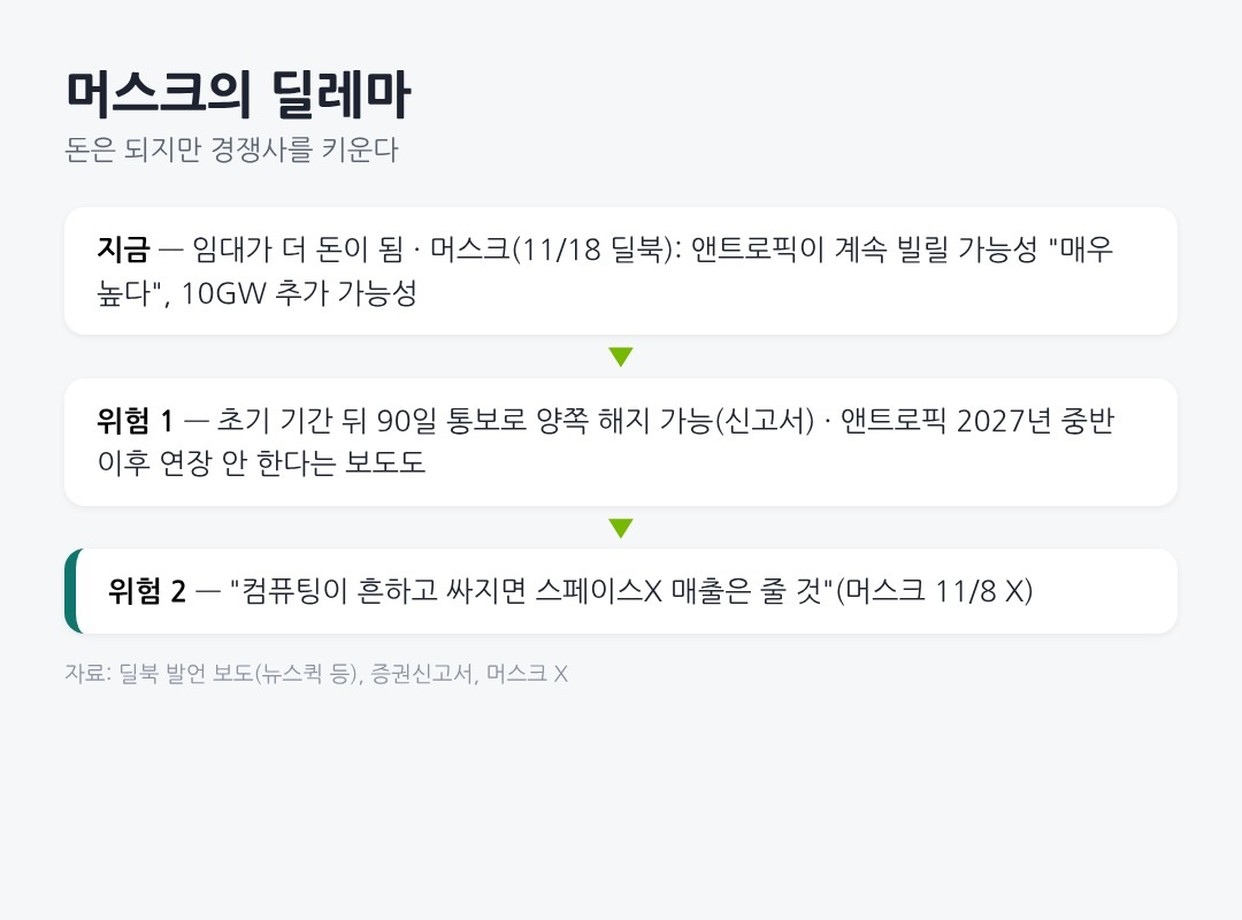 머스크의 딜레마
돈은 되지만 경쟁사를 키운다
지금 — 임대가 더 돈이 됨 · 머스크(11/18 딜북): 앤트로픽이 계속 빌릴 가능성 "매우
높다", 10GW 추가 가능성
위험 1 — 초기 기간 뒤 90일 통보로 양쪽 해지 가능(신고서) · 앤트로픽 2027년 중반
이후 연장 안 한다는 보도도
위험 2 — "컴퓨팅이 흔하고 싸지면 스페이스X 매출은 줄 것"(머스크 11/8 X)
자료: 딜북 발언 보도(뉴스퀵 등), 증권신고서, 머스크 X